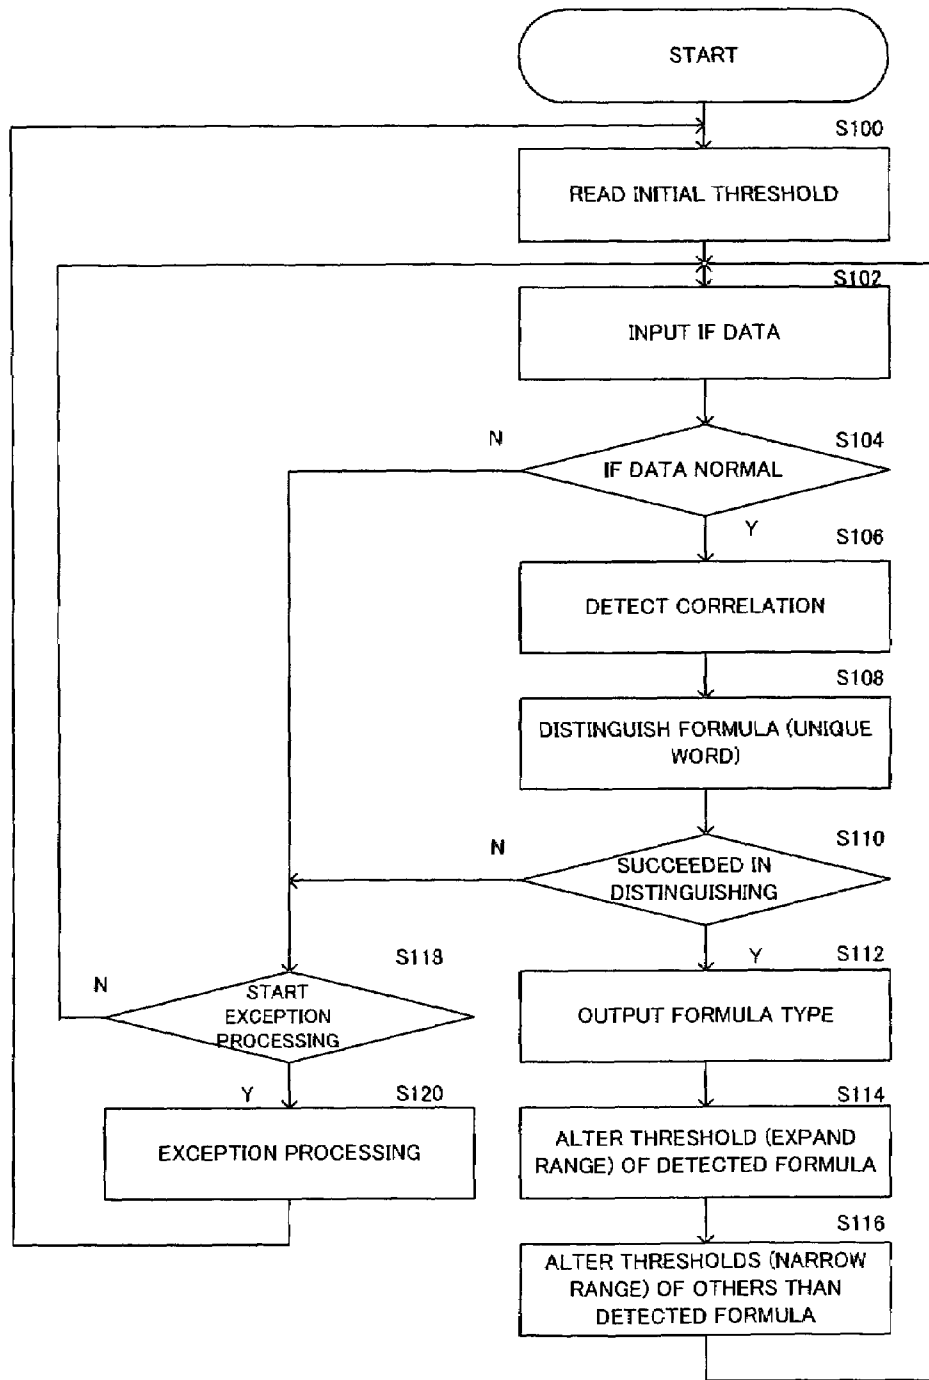 START
S100
READ INITIAL THRESHOLD
S102
INPUT IF DATA
N
S104
IF DATA NORMAL
Y
S106
DETECT CORRELATION
S108
DISTINGUISH FORMULA (UNIQUE
WORD)
N
S110
SUCCEEDED IN
DISTINGUISHING
Y
S112
OUTPUT FORMULA TYPE
S118
N
START
EXCEPTION
PROCESSING
Y
S120
EXCEPTION PROCESSING
S114
ALTER THRESHOLD (EXPAND
RANGE) OF DETECTED FORMULA
S116
ALTER THRESHOLDS (NARROW
RANGE) OF OTHERS THAN
DETECTED FORMULA